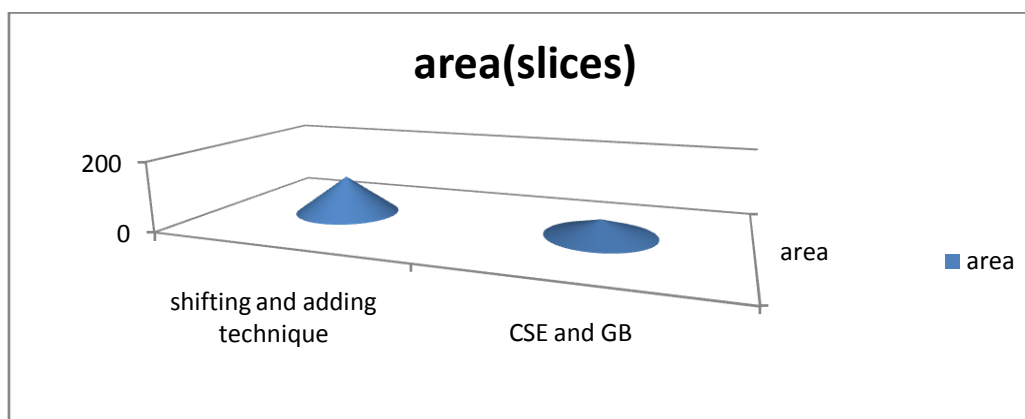 area(slices)
200
0
area
area
shifting and adding
technique
CSE and GB